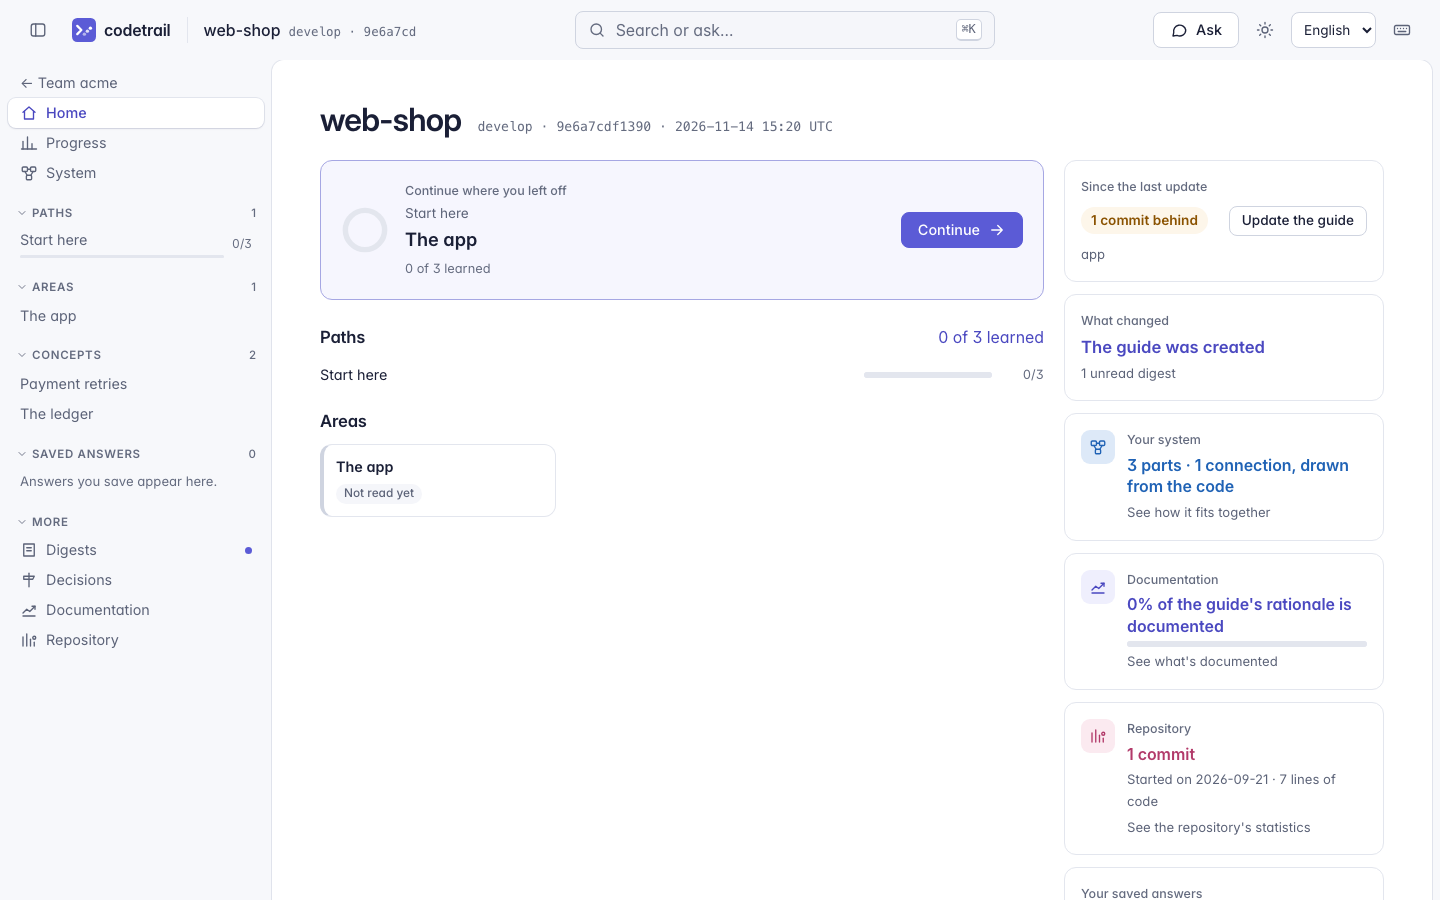 codetrail
web-shop develop · 9e6a7cd
Search or ask...
⌘K
Ask
English
← Team acme
Home
Progress
System
PATHS 1
Start here 0/3
AREAS 1
The app
CONCEPTS 2
Payment retries
The ledger
SAVED ANSWERS 0
Answers you save appear here.
MORE
Digests
Decisions
Documentation
Repository
web-shop develop · 9e6a7cdf1390 · 2026-11-14 15:20 UTC
Continue where you left off
Start here
The app
0 of 3 learned
Continue →
Paths 0 of 3 learned
Start here 0/3
Areas
The app
Not read yet
Since the last update
1 commit behind Update the guide
app
What changed
The guide was created
1 unread digest
Your system
3 parts · 1 connection, drawn
from the code
See how it fits together
Documentation
0% of the guide's rationale is
documented
See what's documented
Repository
1 commit
Started on 2026-09-21 · 7 lines of
code
See the repository's statistics
Your saved answers